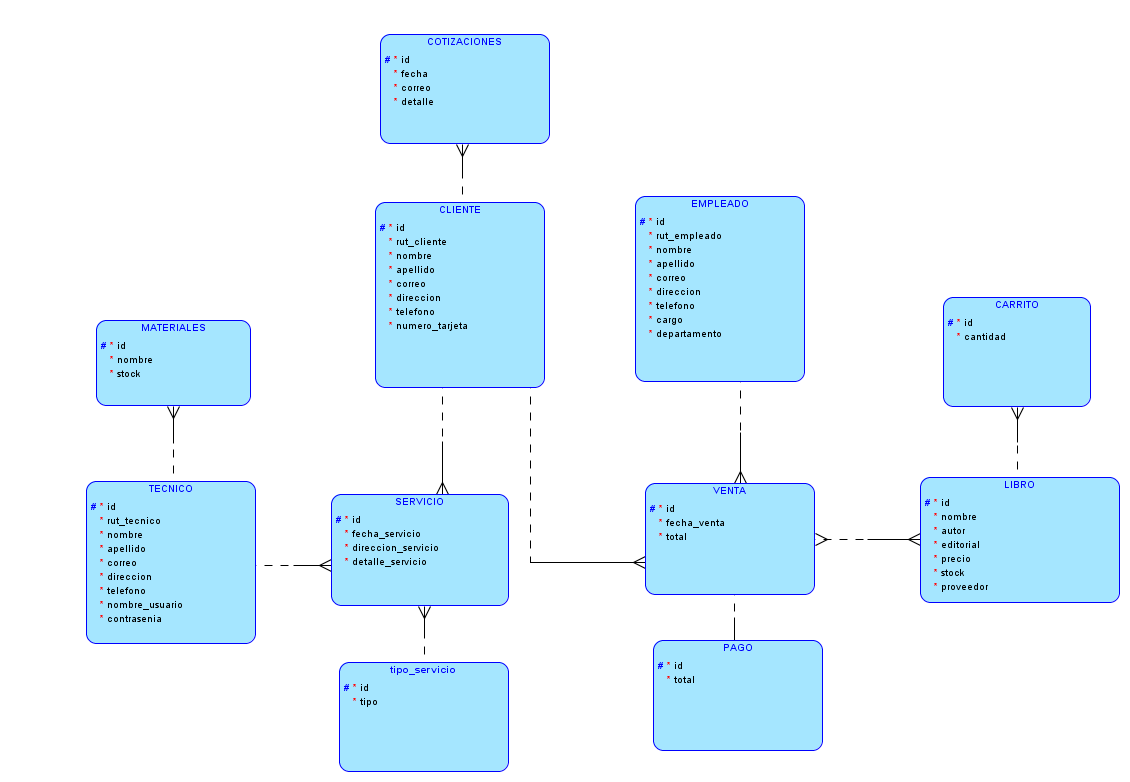 COTIZACIONES
# * id
* fecha
* correo
* detalle
CLIENTE
# * id
* rut_cliente
* nombre
* apellido
* correo
* direccion
* telefono
* numero_tarjeta
EMPLEADO
# * id
* rut_empleado
* nombre
* apellido
* correo
* direccion
* telefono
* cargo
* departamento
CARRITO
# * id
* cantidad
MATERIALES
# * id
* nombre
* stock
TECNICO
# * id
* rut_tecnico
* nombre
* apellido
* correo
* direccion
* telefono
* nombre_usuario
* contrasenia
SERVICIO
# * id
* fecha_servicio
* direccion_servicio
* detalle_servicio
VENTA
# * id
* fecha_venta
* total
LIBRO
# * id
* nombre
* autor
* editorial
* precio
* stock
* proveedor
tipo_servicio
# * id
* tipo
PAGO
# * id
* total